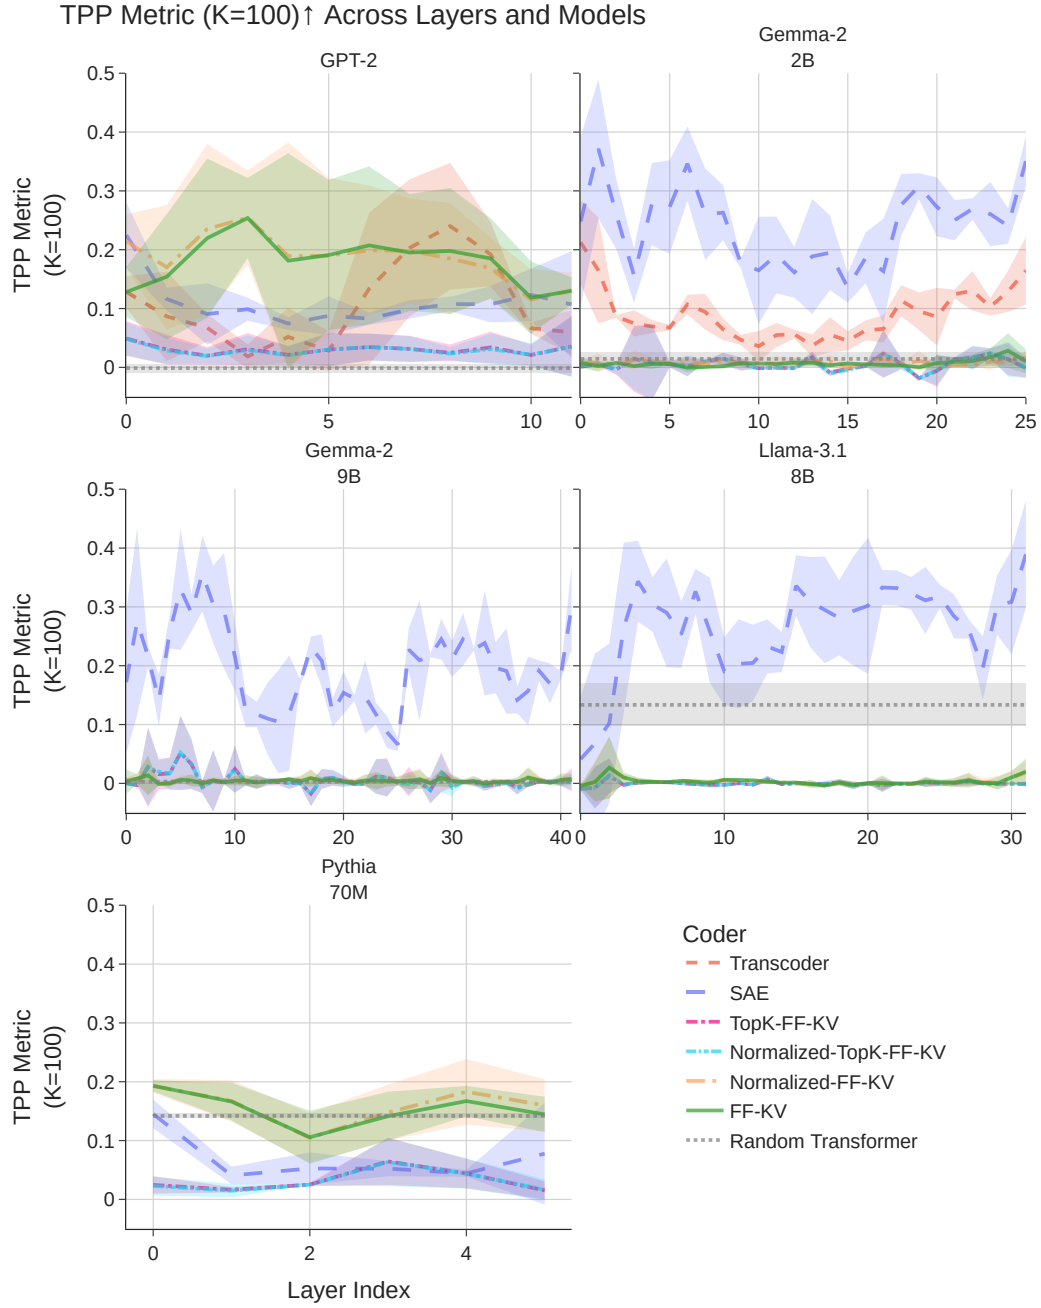 TPP Metric (K=100)↑ Across Layers and Models
GPT-2
Gemma-2
2B
TPP Metric
(K=100)
0.5
0.4
0.3
0.2
0.1
0
0 5 10
0 5 10 15 20 25
Gemma-2
9B
Llama-3.1
8B
TPP Metric
(K=100)
0.5
0.4
0.3
0.2
0.1
0
0 10 20 30 40
0 10 20 30
Pythia
70M
TPP Metric
(K=100)
0.5
0.4
0.3
0.2
0.1
0
0 2 4
Layer Index
Coder
Transcoder
SAE
TopK-FF-KV
Normalized-TopK-FF-KV
Normalized-FF-KV
FF-KV
Random Transformer